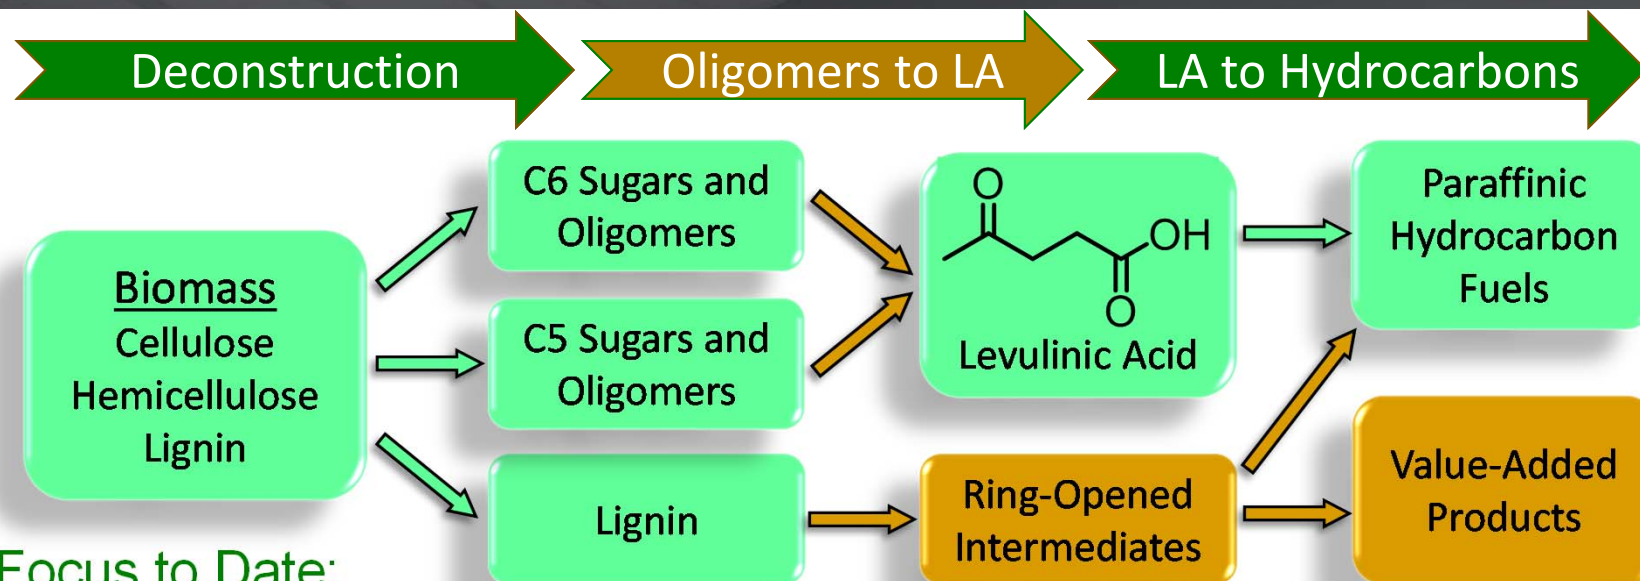 Deconstruction
Oligomers to LA
LA to Hydrocarbons
Biomass
Cellulose
Hemicellulose
Lignin
C6 Sugars and
Oligomers
C5 Sugars and
Oligomers
Lignin
O
OH
O
Levulinic Acid
Ring-Opened
Intermediates
Paraffinic
Hydrocarbon
Fuels
Value-Added
Products
Focus to Date: